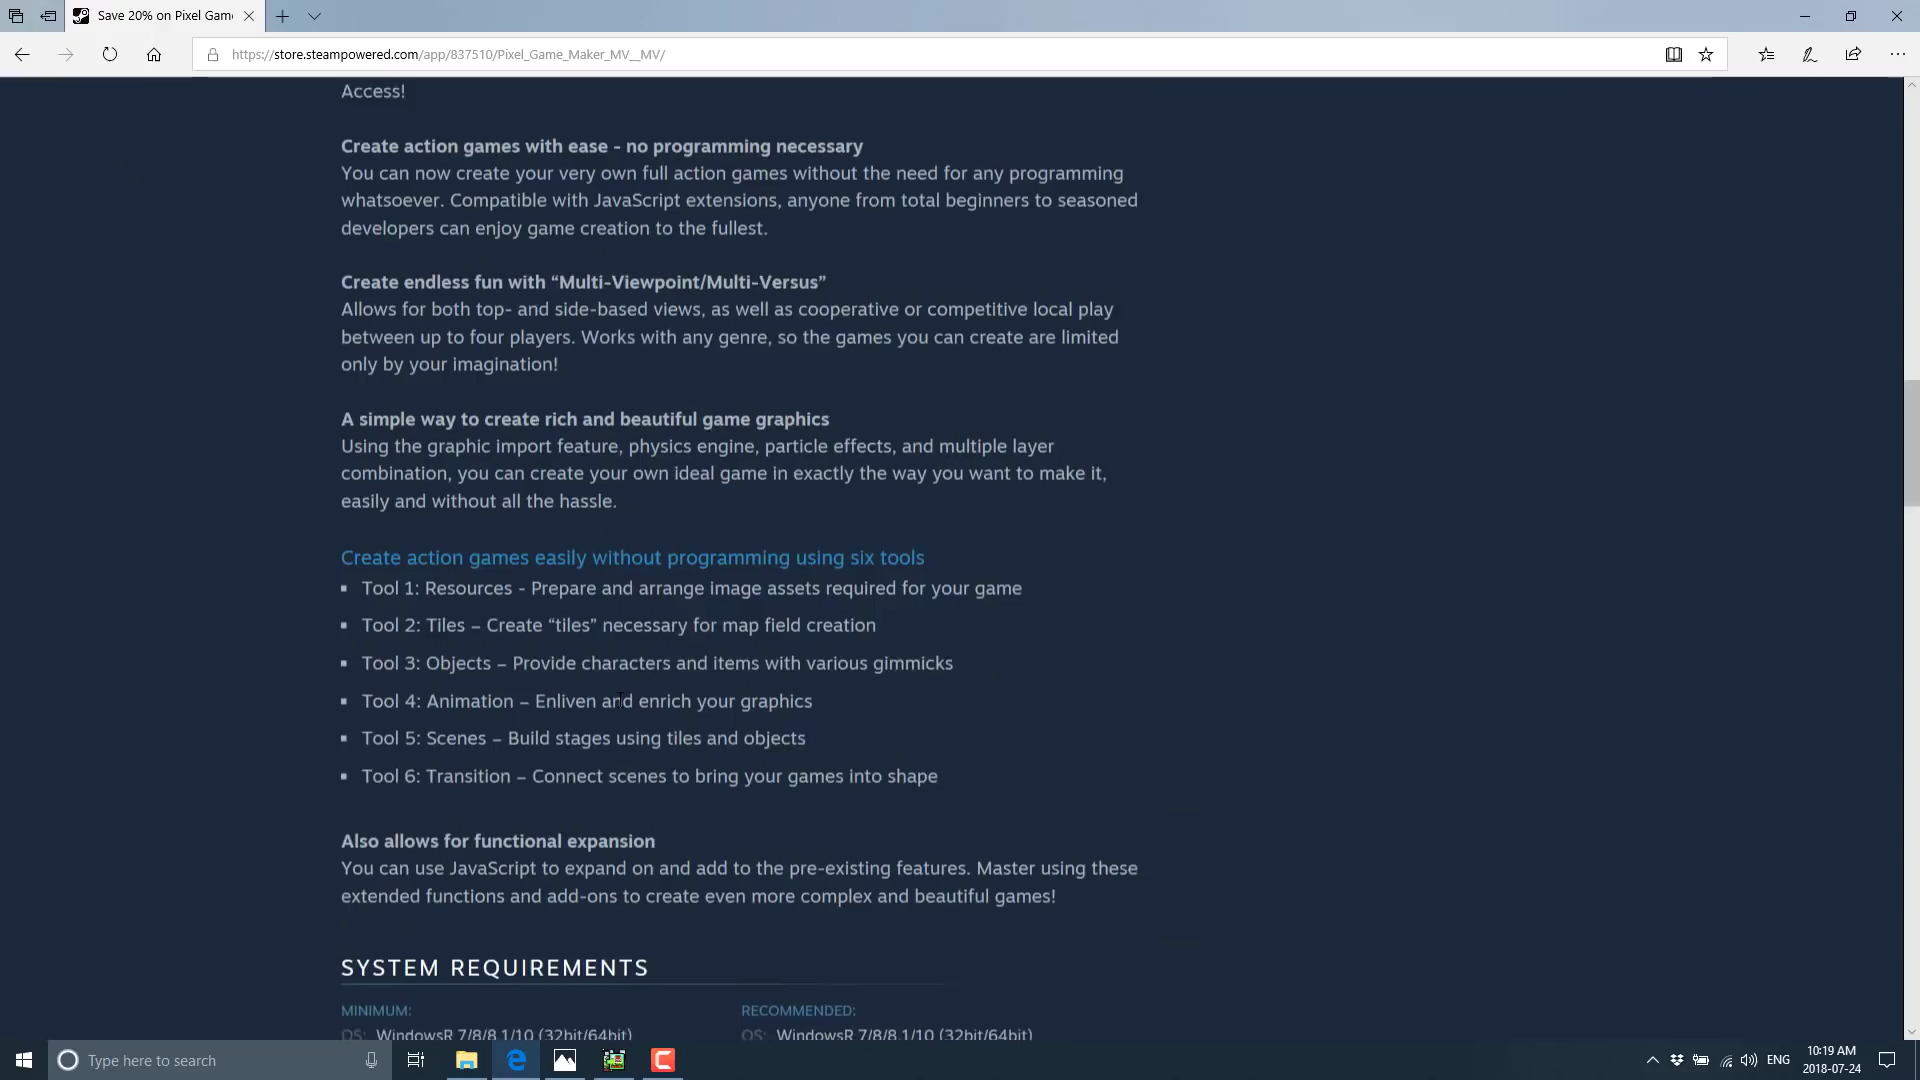 Save 20% on Pixel Gam
https://store.steampowered.com/app/837510/Pixel_Game_Maker_MV__MV/
Access!
Create action games with ease - no programming necessary
You can now create your very own full action games without the need for any programming
whatsoever. Compatible with JavaScript extensions, anyone from total beginners to seasoned
developers can enjoy game creation to the fullest.
Create endless fun with “Multi-Viewpoint/Multi-Versus”
Allows for both top- and side-based views, as well as cooperative or competitive local play
between up to four players. Works with any genre, so the games you can create are limited
only by your imagination!
A simple way to create rich and beautiful game graphics
Using the graphic import feature, physics engine, particle effects, and multiple layer
combination, you can create your own ideal game in exactly the way you want to make it,
easily and without all the hassle.
Create action games easily without programming using six tools
Tool 1: Resources - Prepare and arrange image assets required for your game
Tool 2: Tiles – Create “tiles” necessary for map field creation
Tool 3: Objects – Provide characters and items with various gimmicks
Tool 4: Animation – Enliven and enrich your graphics
Tool 5: Scenes – Build stages using tiles and objects
Tool 6: Transition – Connect scenes to bring your games into shape
Also allows for functional expansion
You can use JavaScript to expand on and add to the pre-existing features. Master using these
extended functions and add-ons to create even more complex and beautiful games!
SYSTEM REQUIREMENTS
MINIMUM: RECOMMENDED:
OS: WindowsR 7/8/8.1/10 (32bit/64bit) OS: WindowsR 7/8/8.1/10 (32bit/64bit)
Type here to search
ENG
10:19 AM
2018-07-24